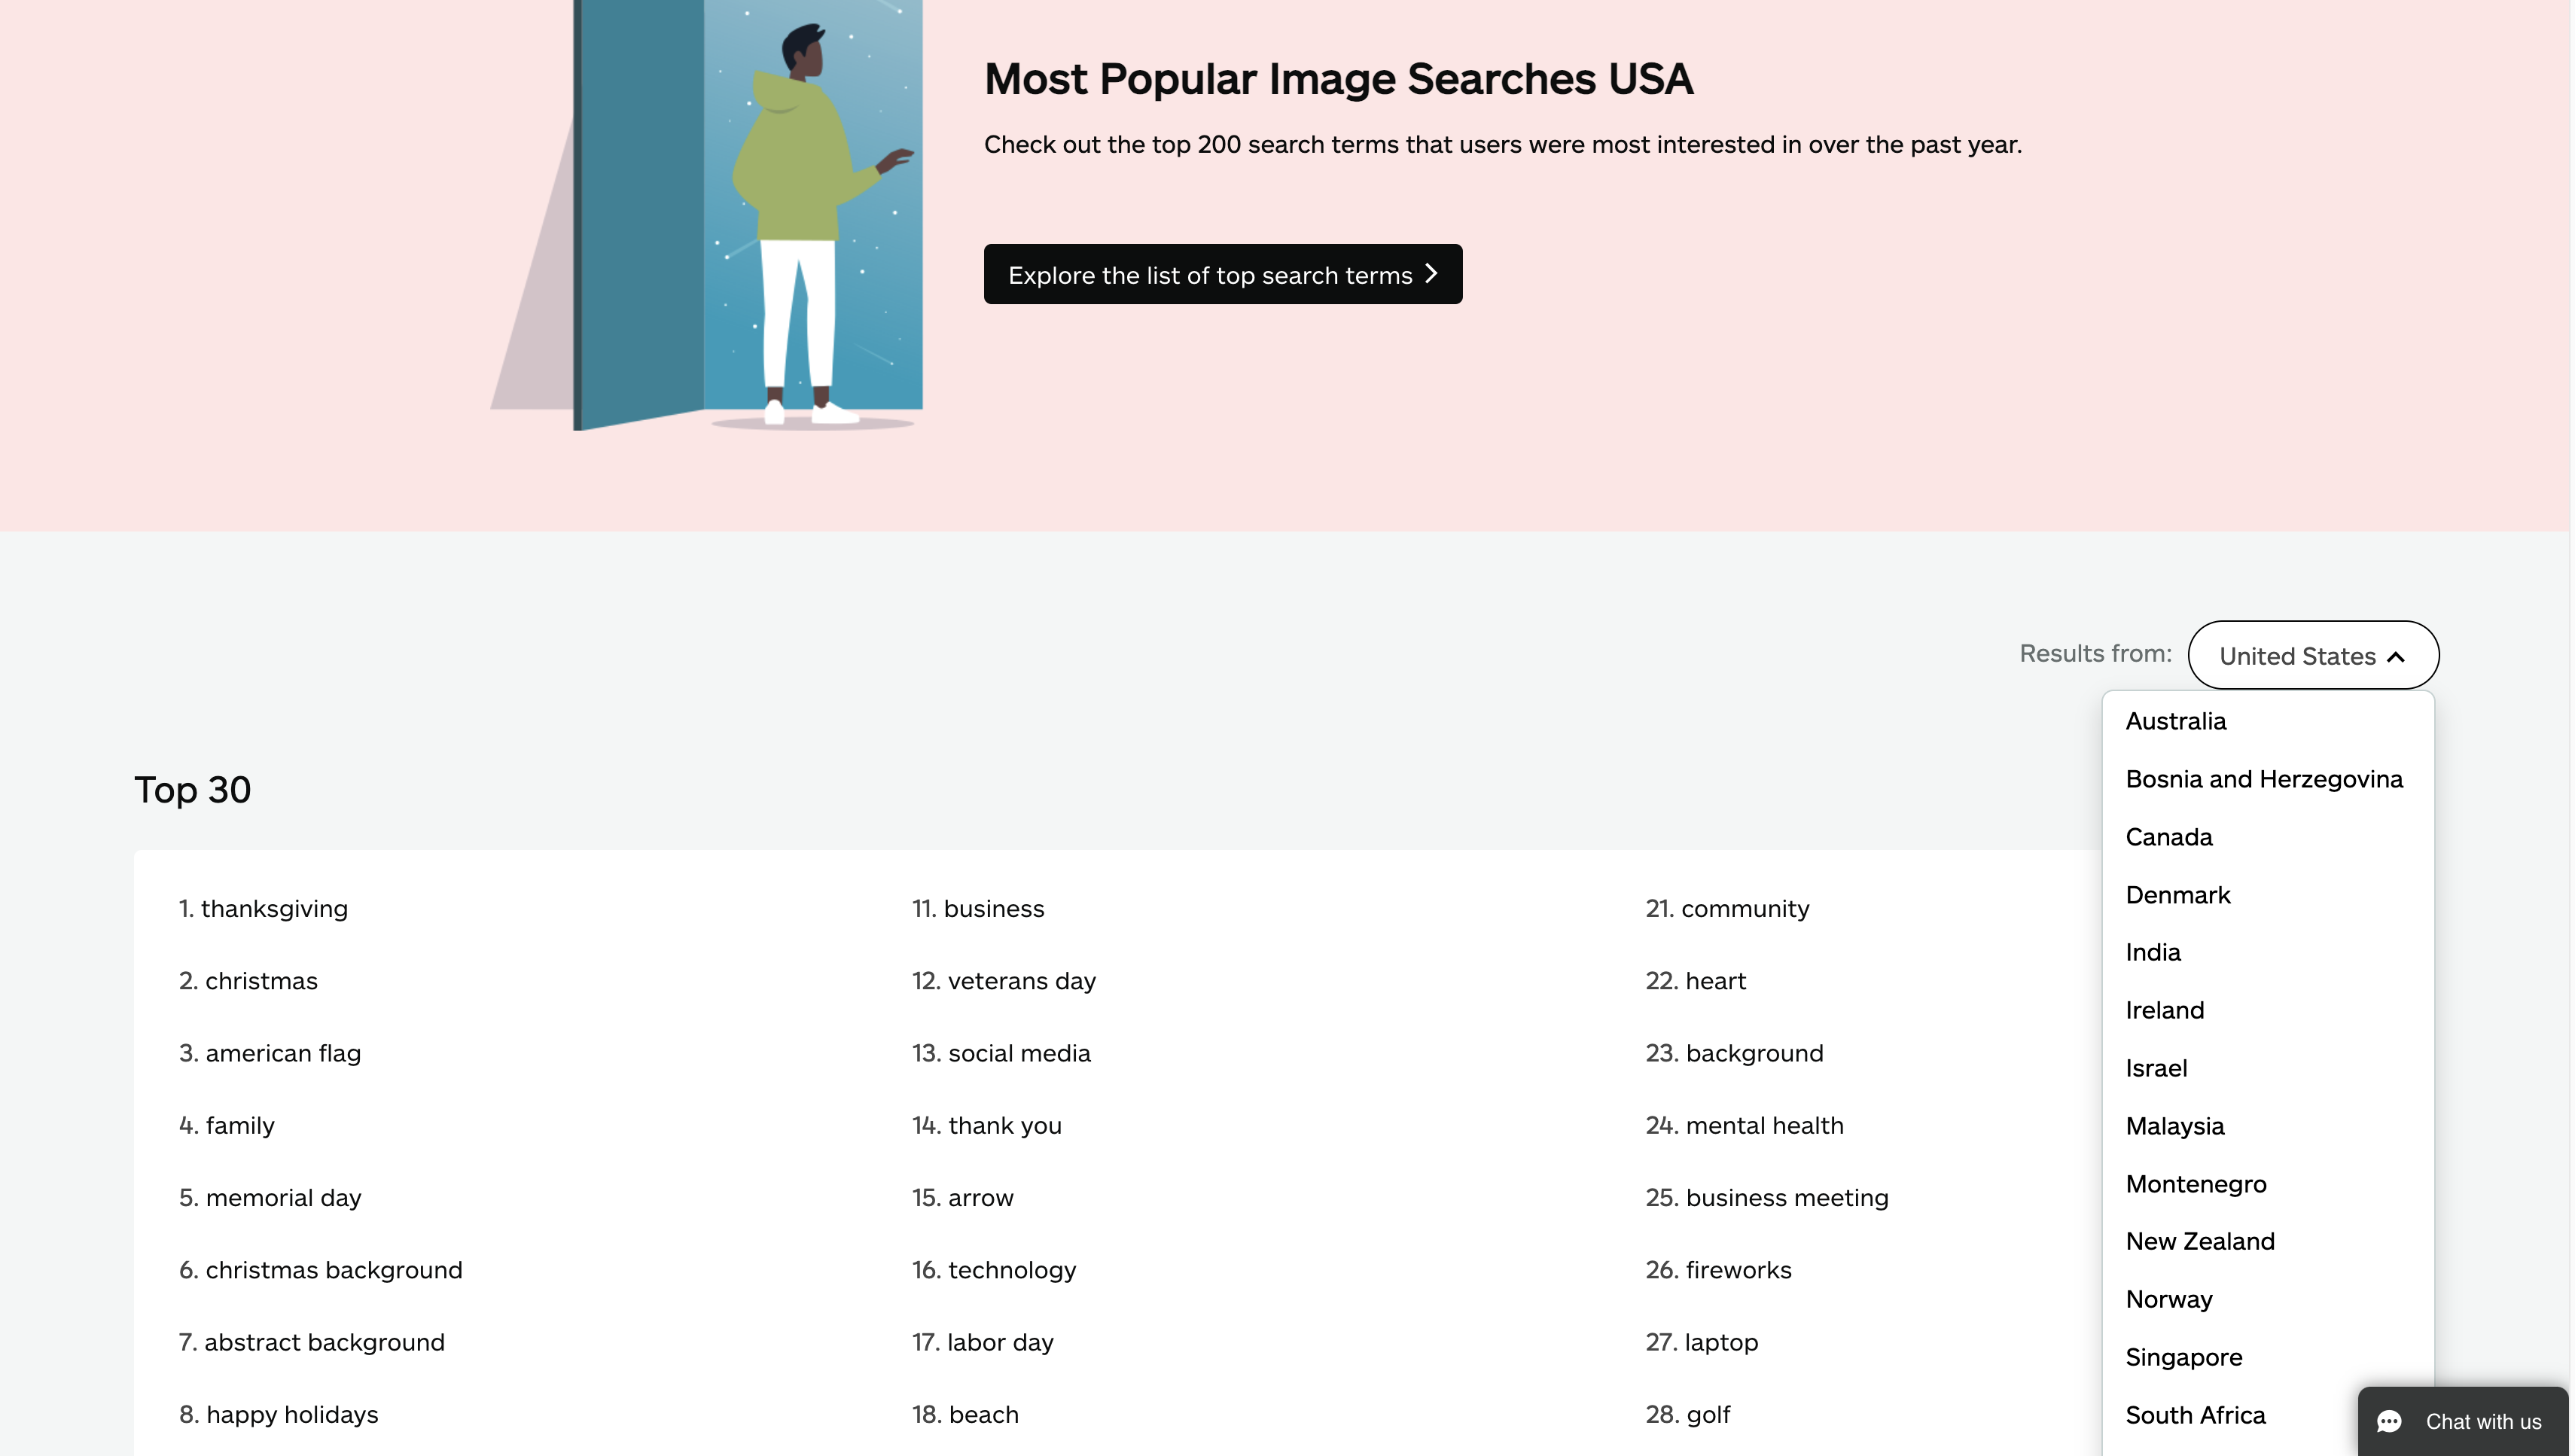 Most Popular Image Searches USA
Check out the top 200 search terms that users were most interested in over the past year.
Explore the list of top search terms
Results from:
United States
Australia
Bosnia and Herzegovina
Canada
Denmark
India
Ireland
Israel
Malaysia
Montenegro
New Zealand
Norway
Singapore
South Africa
Top 30
1. thanksgiving
2. christmas
3. american flag
4. family
5. memorial day
6. christmas background
7. abstract background
8. happy holidays
11. business
12. veterans day
13. social media
14. thank you
15. arrow
16. technology
17. labor day
18. beach
21. community
22. heart
23. background
24. mental health
25. business meeting
26. fireworks
27. laptop
28. golf
Chat with us